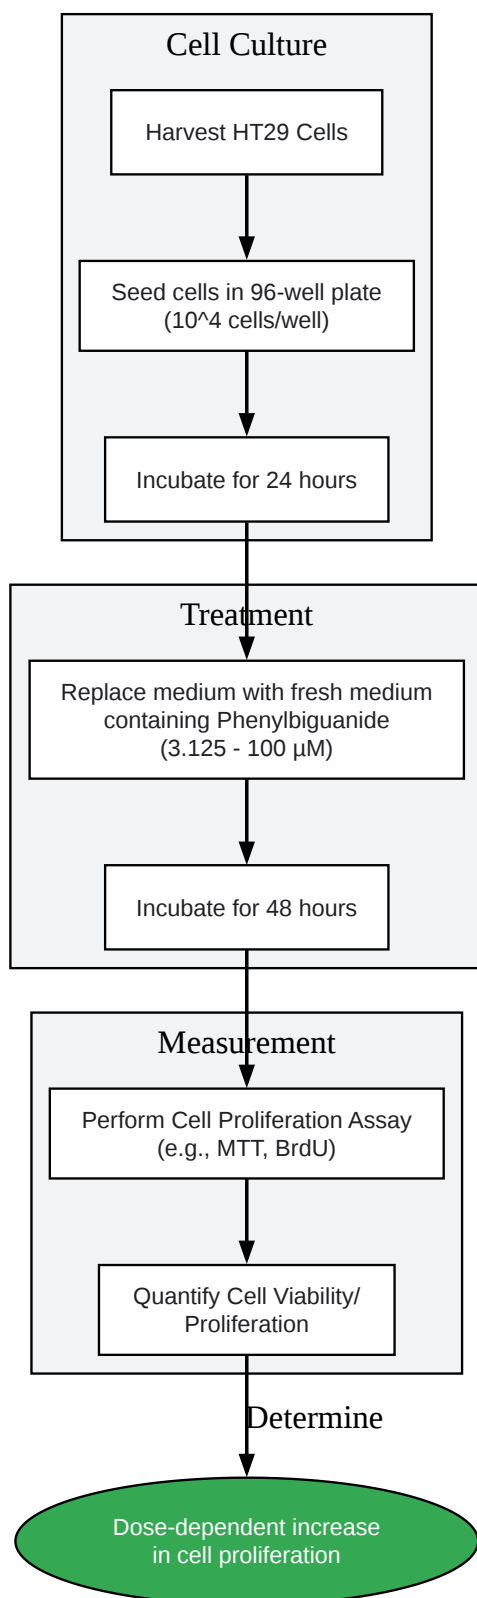 Cell Culture
Harvest HT29 Cells
Seed cells in 96-well plate
(10^4 cells/well)
Incubate for 24 hours
Treatment
Replace medium with fresh medium
containing Phenylbiguanide
(3.125 - 100 µM)
Incubate for 48 hours
Measurement
Perform Cell Proliferation Assay
(e.g., MTT, BrdU)
Quantify Cell Viability/
Proliferation
Determine
Dose-dependent increase
in cell proliferation